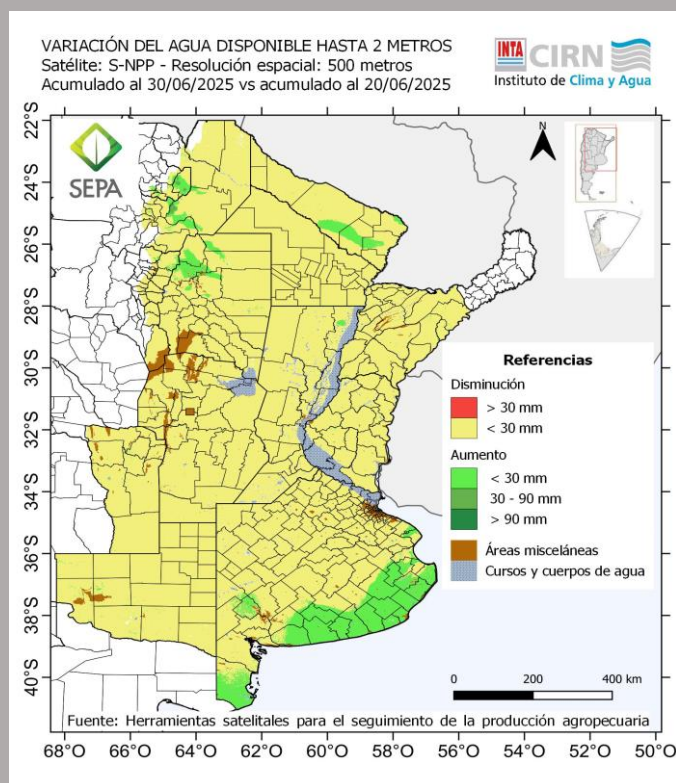 VARIACIÓN DEL AGUA DISPONIBLE HASTA 2 METROS
Satélite: S-NPP - Resolución espacial: 500 metros
Acumulado al 30/06/2025 vs acumulado al 20/06/2025
INTA CIRN
Instituto de Clima y Agua
SEPA
N
22°S
24°S
26°S
28°S
30°S
32°S
34°S
36°S
38°S
40°S
Referencias
Disminución
> 30 mm
< 30 mm
Aumento
< 30 mm
30 - 90 mm
> 90 mm
Áreas misceláneas
Cursos y cuerpos de agua
0 200 400 km
Fuente: Herramientas satelitales para el seguimiento de la producción agropecuaria
68°O 66°O 64°O 62°O 60°O 58°O 56°O 54°O 52°O 50°O